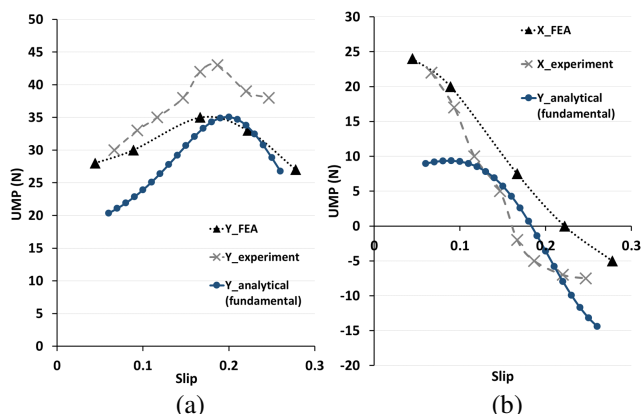 50
45
40
35
30
25
20
15
10
5
0
UMP (N)
0 0.1 0.2 0.3
Slip
Y_FEA
Y_experiment
Y_analytical
(fundamental)
(a)
30
25
20
15
10
5
0
-5
-10
-15
-20
UMP (N)
0 0.1 0.2 0.3
Slip
X_FEA
X_experiment
Y_analytical
(fundamental)
(b)